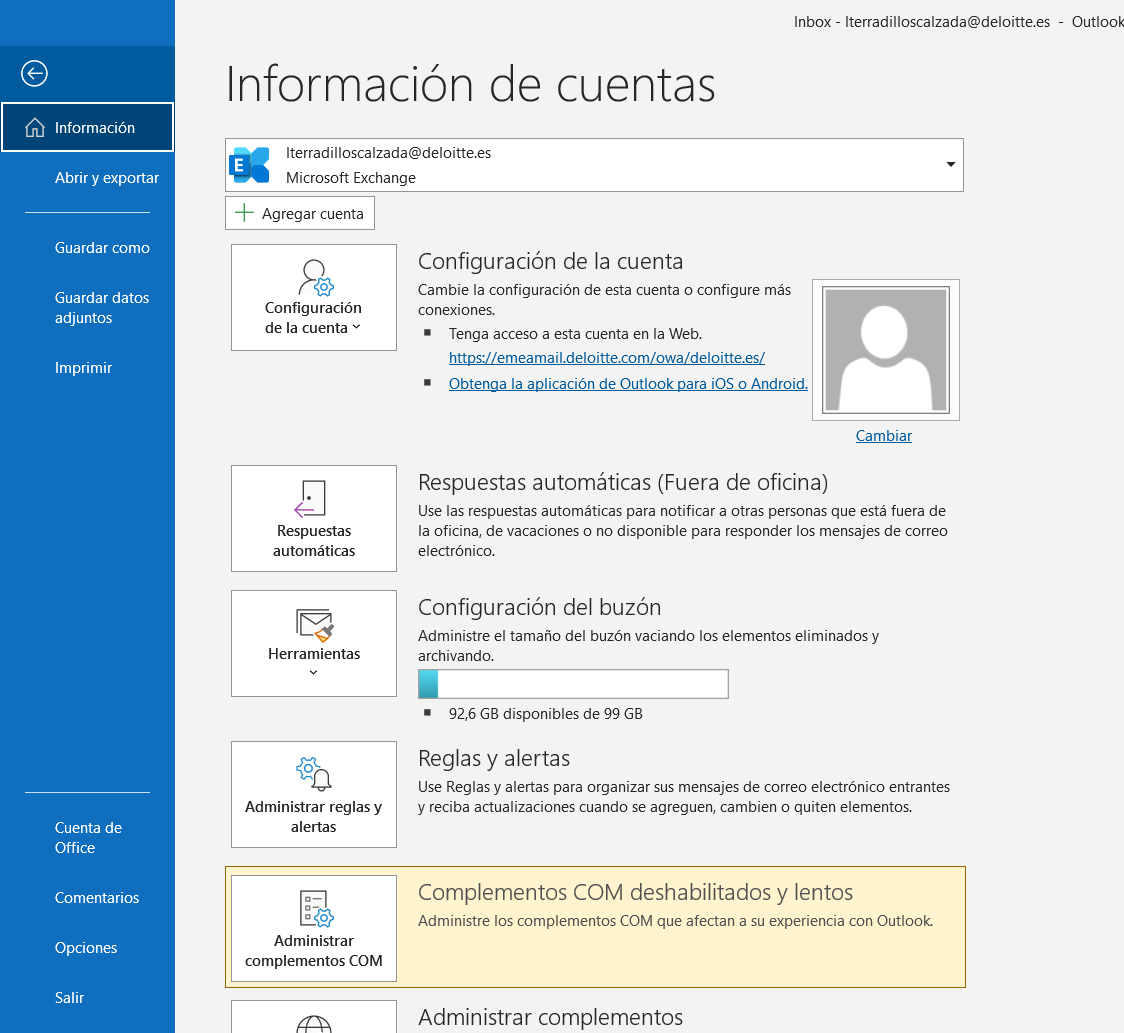 Inbox - lterradilloscalzada@deloitte.es - Outlook
Información de cuentas
Información
Abrir y exportar
Guardar como
Guardar datos
adjuntos
Imprimir
Cuenta de
Office
Comentarios
Opciones
Salir
lterradilloscalzada@deloitte.es
Microsoft Exchange
Agregar cuenta
Configuración
de la cuenta
Configuración de la cuenta
Cambie la configuración de esta cuenta o configure más
conexiones.
Tenga acceso a esta cuenta en la Web.
https://emeamail.deloitte.com/owa/deloitte.es/
Obtenga la aplicación de Outlook para iOS o Android.
Cambiar
Respuestas
automáticas
Respuestas automáticas (Fuera de oficina)
Use las respuestas automáticas para notificar a otras personas que está fuera de
la oficina, de vacaciones o no disponible para responder los mensajes de correo
electrónico.
Herramientas
Configuración del buzón
Administre el tamaño del buzón vaciando los elementos eliminados y
archivando.
92,6 GB disponibles de 99 GB
Administrar reglas y
alertas
Reglas y alertas
Use Reglas y alertas para organizar sus mensajes de correo electrónico entrantes
y reciba actualizaciones cuando se agreguen, cambien o quiten elementos.
Administrar
complementos COM
Complementos COM deshabilitados y lentos
Administre los complementos COM que afectan a su experiencia con Outlook.
Administrar complementos